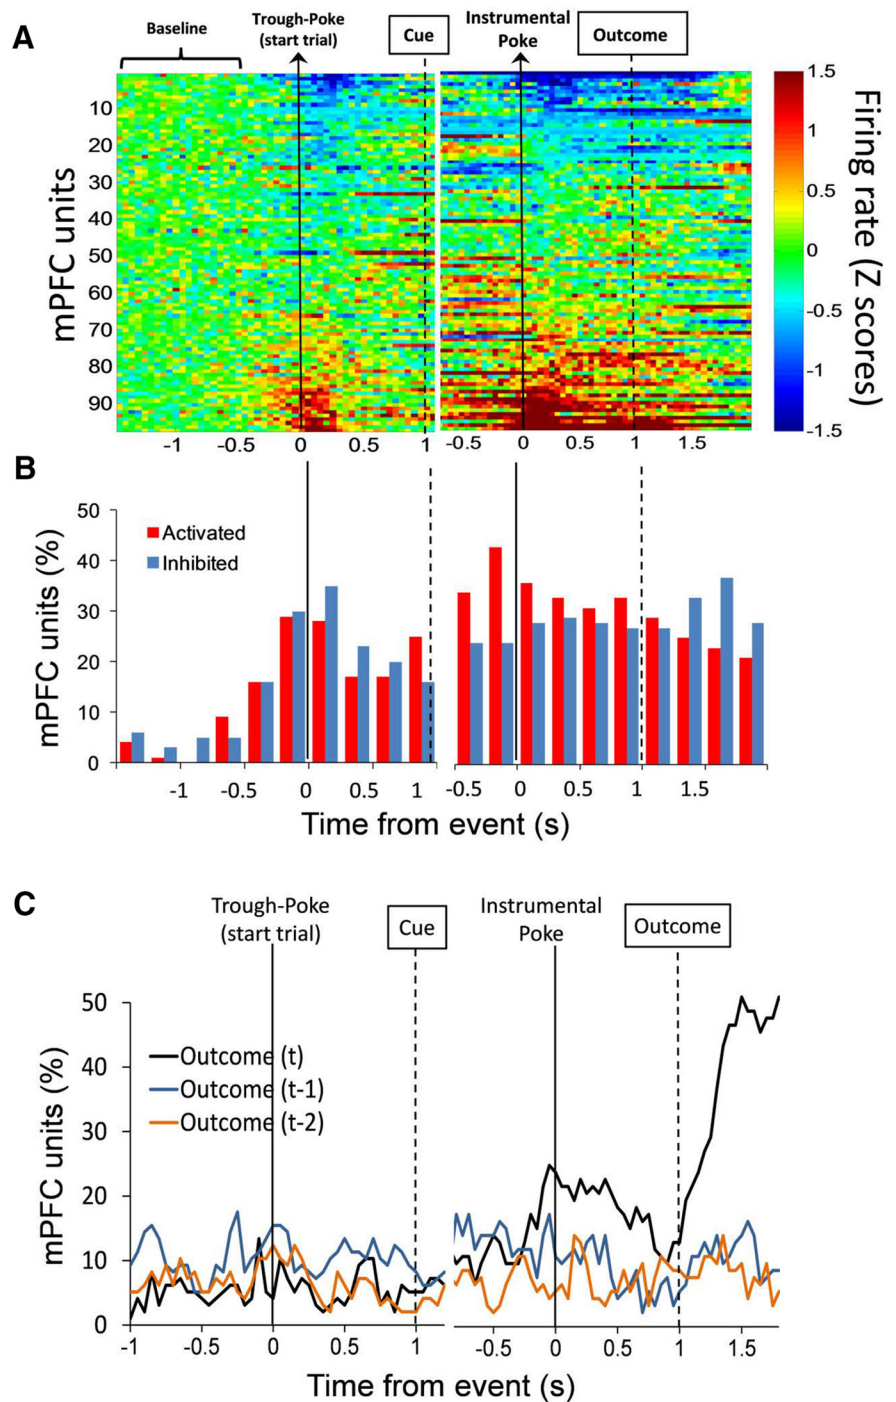 A
Baseline
Trough-Poke
(start trial)
Cue
Instrumental
Poke
Outcome
mPFC units
10
20
30
40
50
60
70
80
90
-1
-0.5
0
0.5
1
-0.5
0
0.5
1
1.5
1.5
1
0.5
0
-0.5
-1
-1.5
Firing rate (Z scores)
B
mPFC units (%)
50
40
30
20
10
0
Activated
Inhibited
-1
-0.5
0
0.5
1
-0.5
0
0.5
1
1.5
Time from event (s)
C
Trough-Poke
(start trial)
Cue
Instrumental
Poke
Outcome
mPFC units (%)
50
40
30
20
10
0
Outcome (t)
Outcome (t-1)
Outcome (t-2)
-1
-0.5
0
0.5
1
-0.5
0
0.5
1
1.5
Time from event (s)